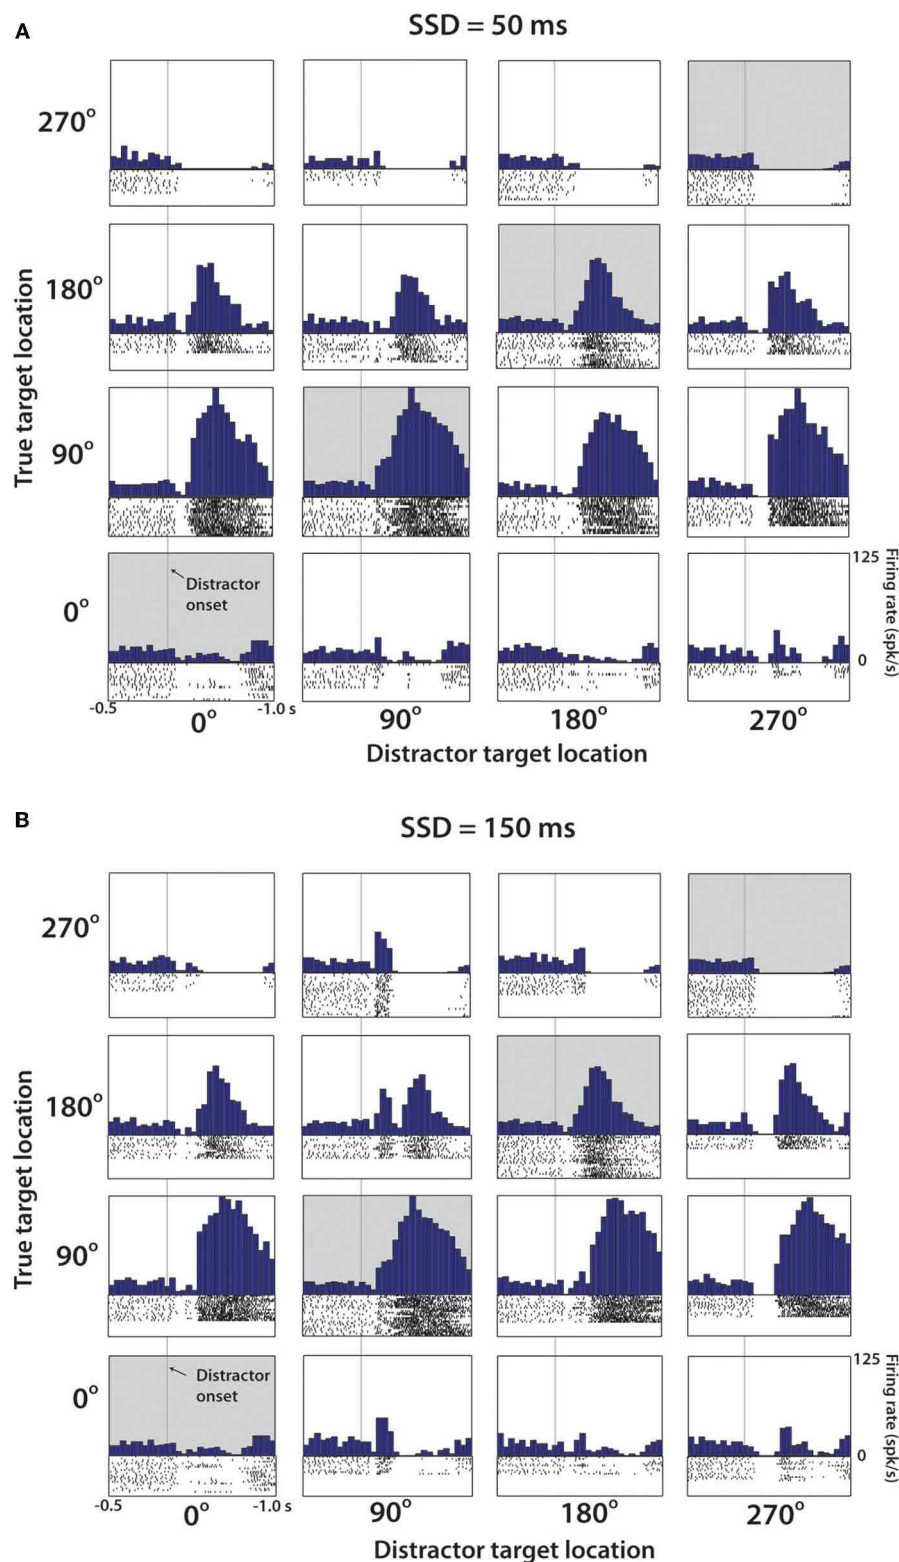 A
SSD = 50 ms
270°
180°
90°
0°
True target location
Distractor
onset
125
0
Firing rate (spk/s)
-0.5
-1.0 s
0°
90°
180°
270°
Distractor target location
B
SSD = 150 ms
270°
180°
90°
0°
True target location
Distractor
onset
125
0
Firing rate (spk/s)
-0.5
-1.0 s
0°
90°
180°
270°
Distractor target location